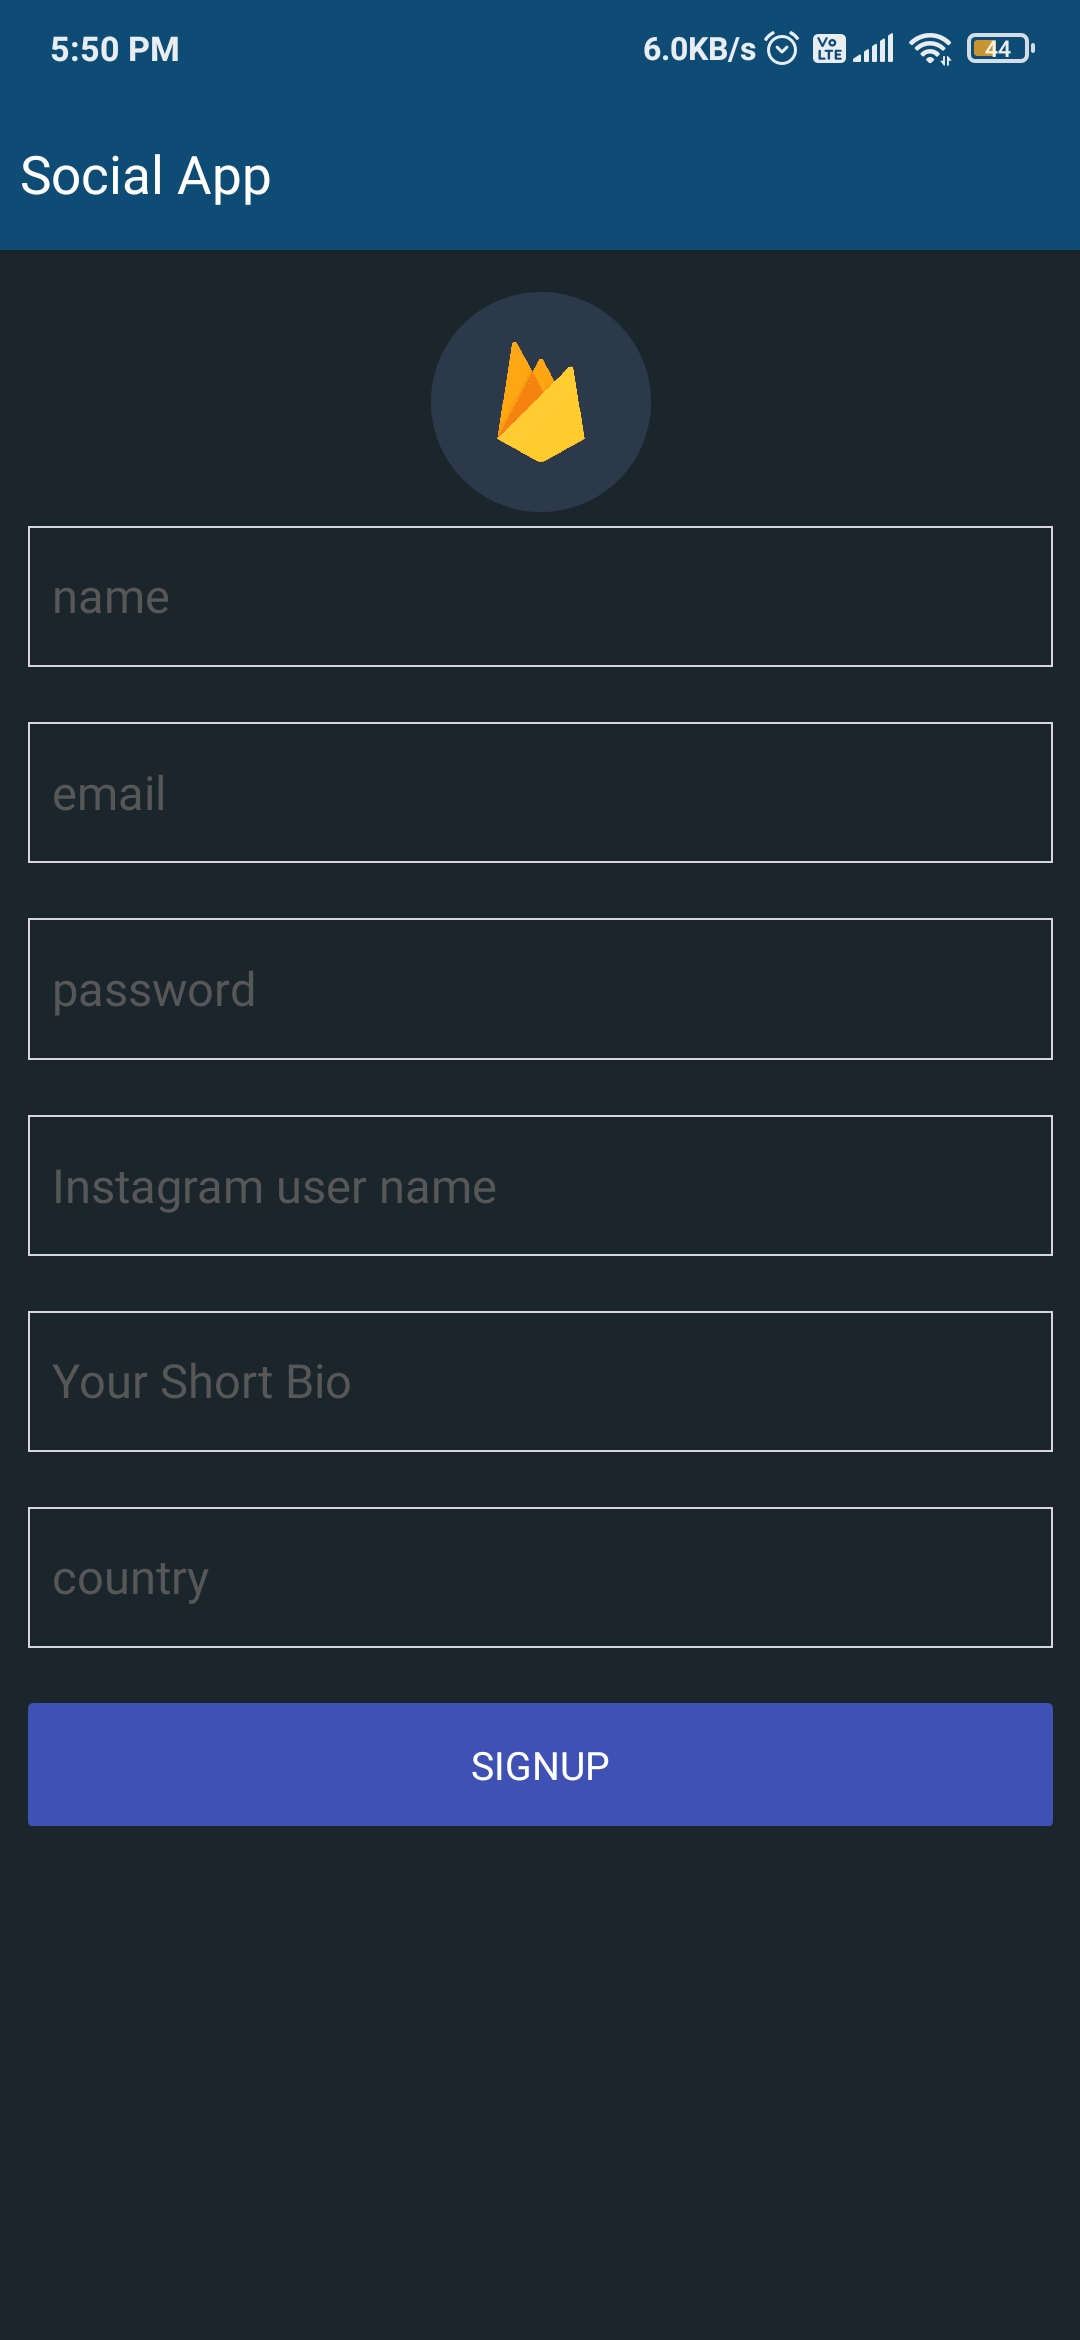 5:50 PM 6.0KB/s Vo LTE 44
Social App
name
email
password
Instagram user name
Your Short Bio
country
SIGNUP